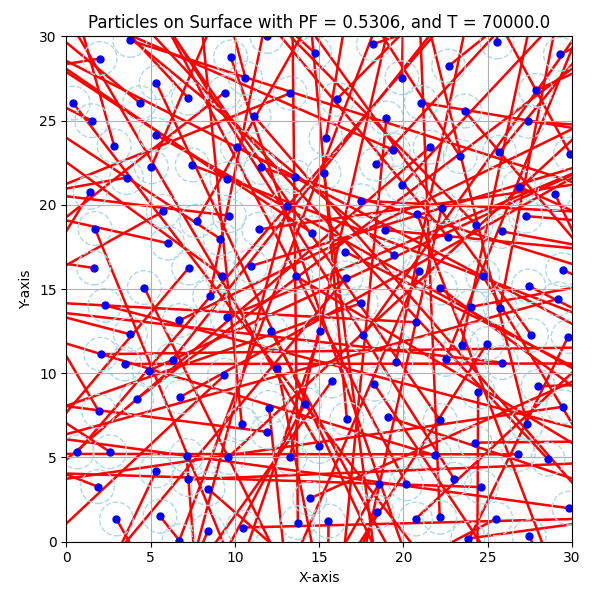 Particles on Surface with PF = 0.5306, and T = 70000.0
30
25
20
15
10
5
0
Y-axis
0 5 10 15 20 25 30
X-axis